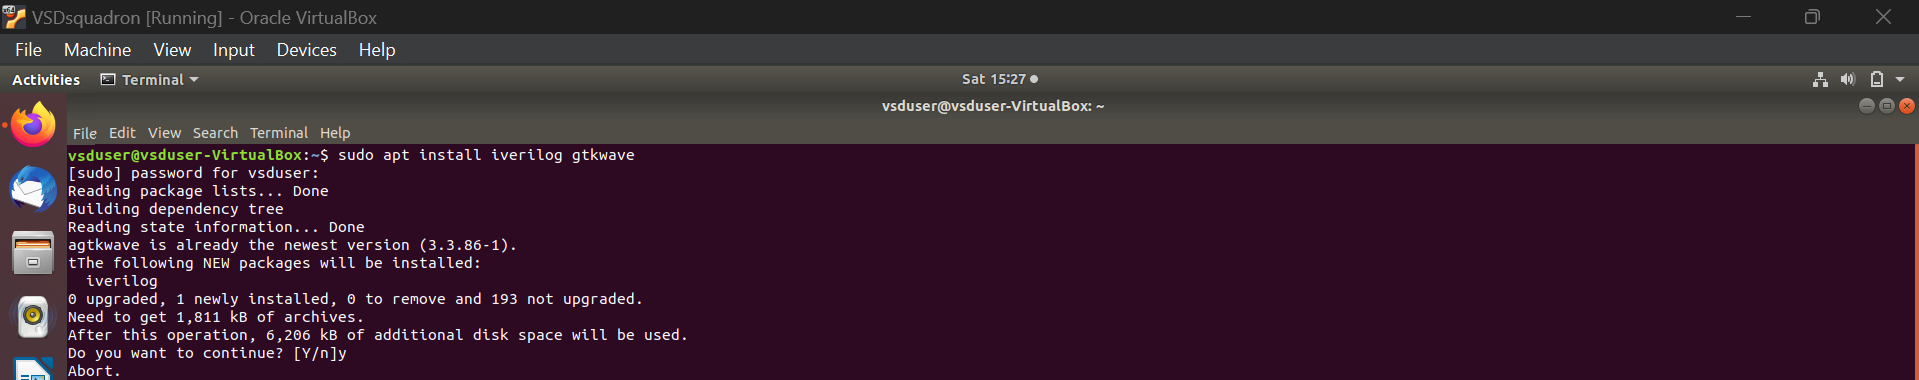 VSDsquadron [Running] - Oracle VirtualBox
File Machine View Input Devices Help
Activities Terminal Sat 15:27
vsduser@vsduser-VirtualBox: ~
File Edit View Search Terminal Help
vsduser@vsduser-VirtualBox:~$ sudo apt install iverilog gtkwave
[sudo] password for vsduser:
Reading package lists... Done
Building dependency tree
Reading state information... Done
agtkwave is already the newest version (3.3.86-1).
tThe following NEW packages will be installed:
  iverilog
0 upgraded, 1 newly installed, 0 to remove and 193 not upgraded.
Need to get 1,811 kB of archives.
After this operation, 6,206 kB of additional disk space will be used.
Do you want to continue? [Y/n]y
Abort.